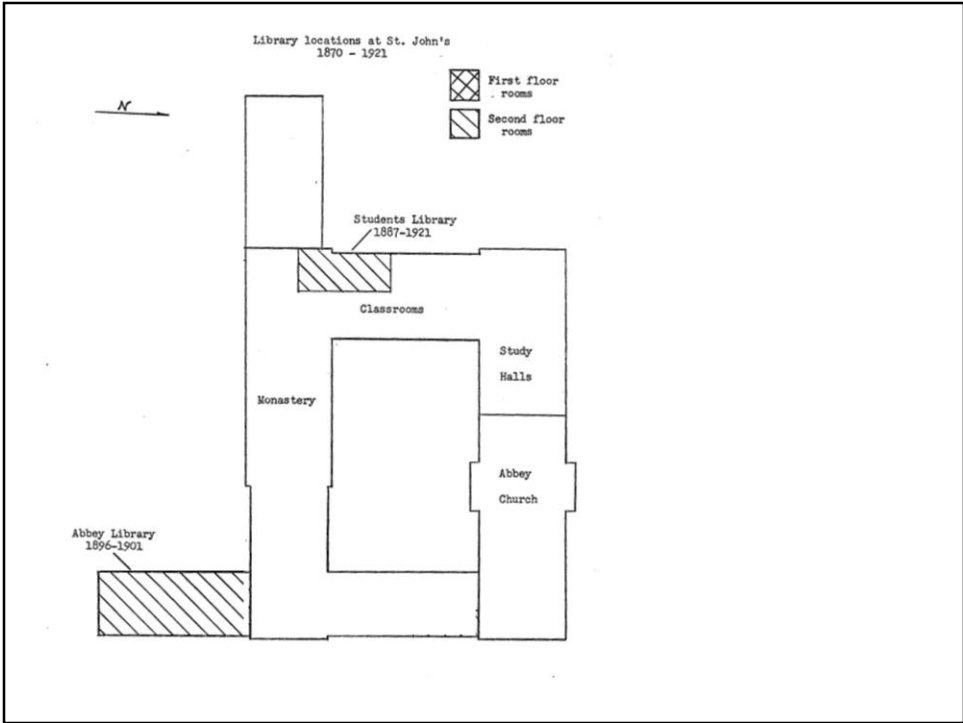 Library locations at St. John's
1870 - 1921
First floor
rooms
N
Second floor
rooms
Students Library
1887-1921
Classrooms
Study
Halls
Monastery
Abbey
Church
Abbey Library
1896-1901